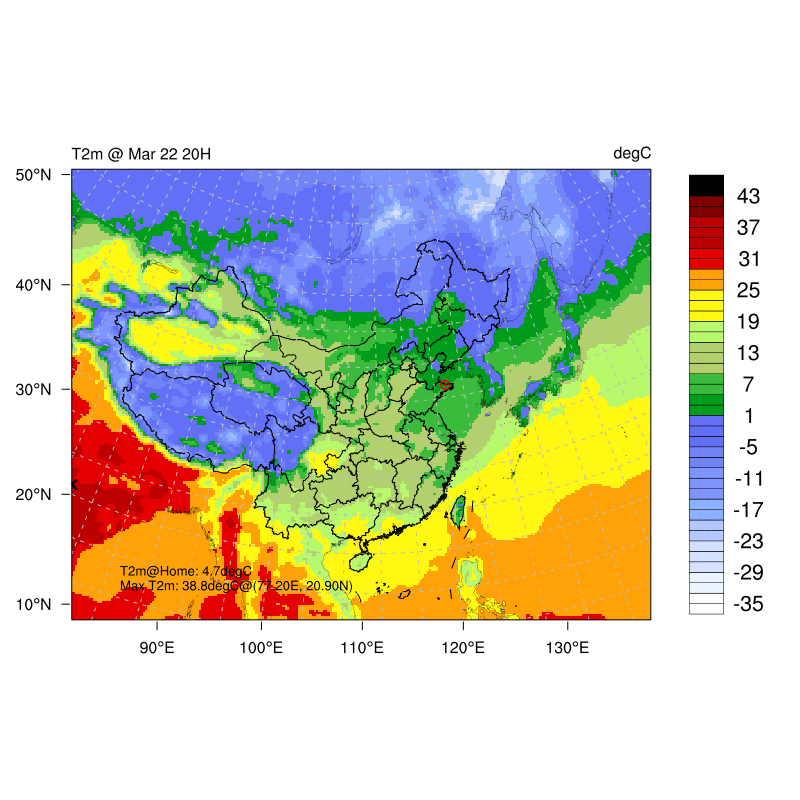 T2m @ Mar 22 20H
degC
50°N
40°N
30°N
20°N
10°N
90°E
100°E
110°E
120°E
130°E
T2m@Home: 4.7degC
Max T2m: 38.8degC@(77.20E, 20.90N)
43
37
31
25
19
13
7
1
-5
-11
-17
-23
-29
-35